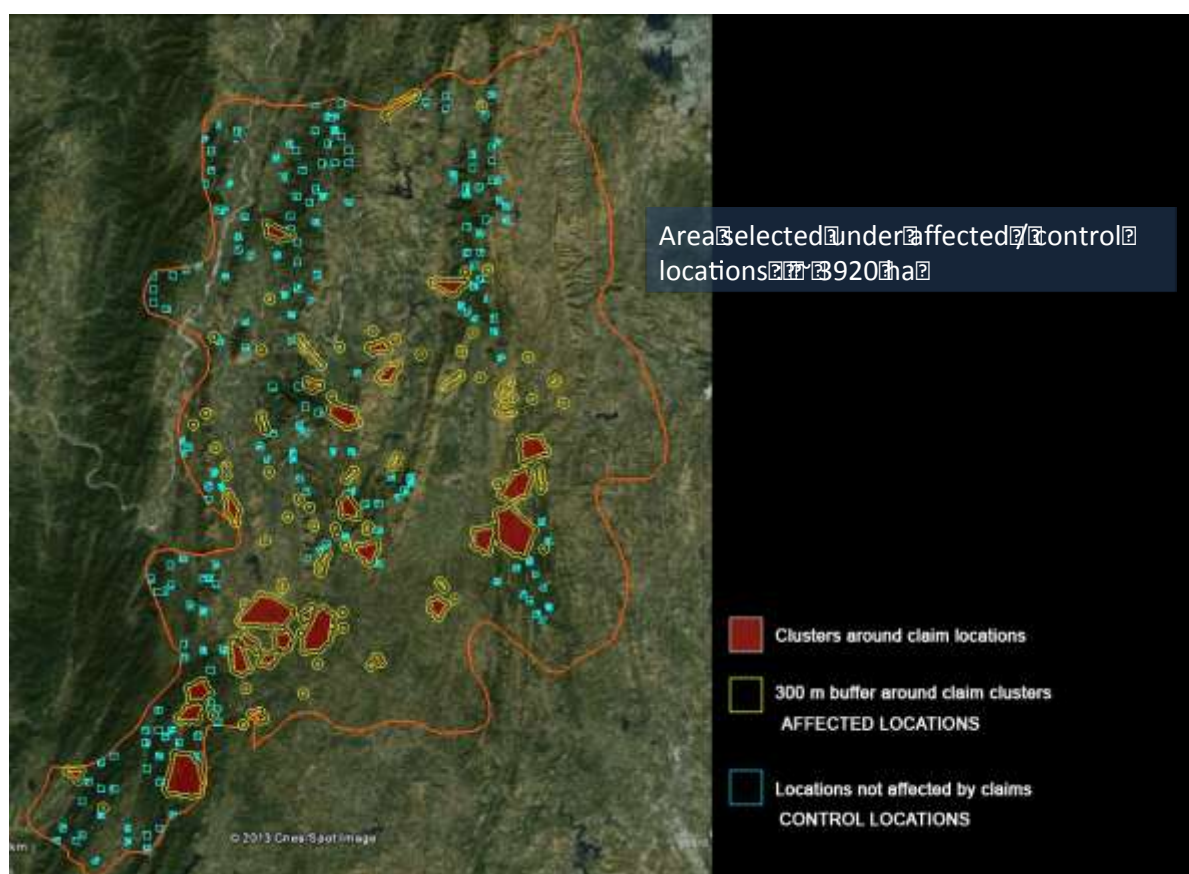 Area⍰selected⍰under⍰affected⍰/⍰control⍰
locations⍰:⍰⍰~⍰3920⍰ha⍰
Clusters around claim locations
300 m buffer around claim clusters
AFFECTED LOCATIONS
Locations not affected by claims
CONTROL LOCATIONS
© 2013 Cnes/Spot Image
km